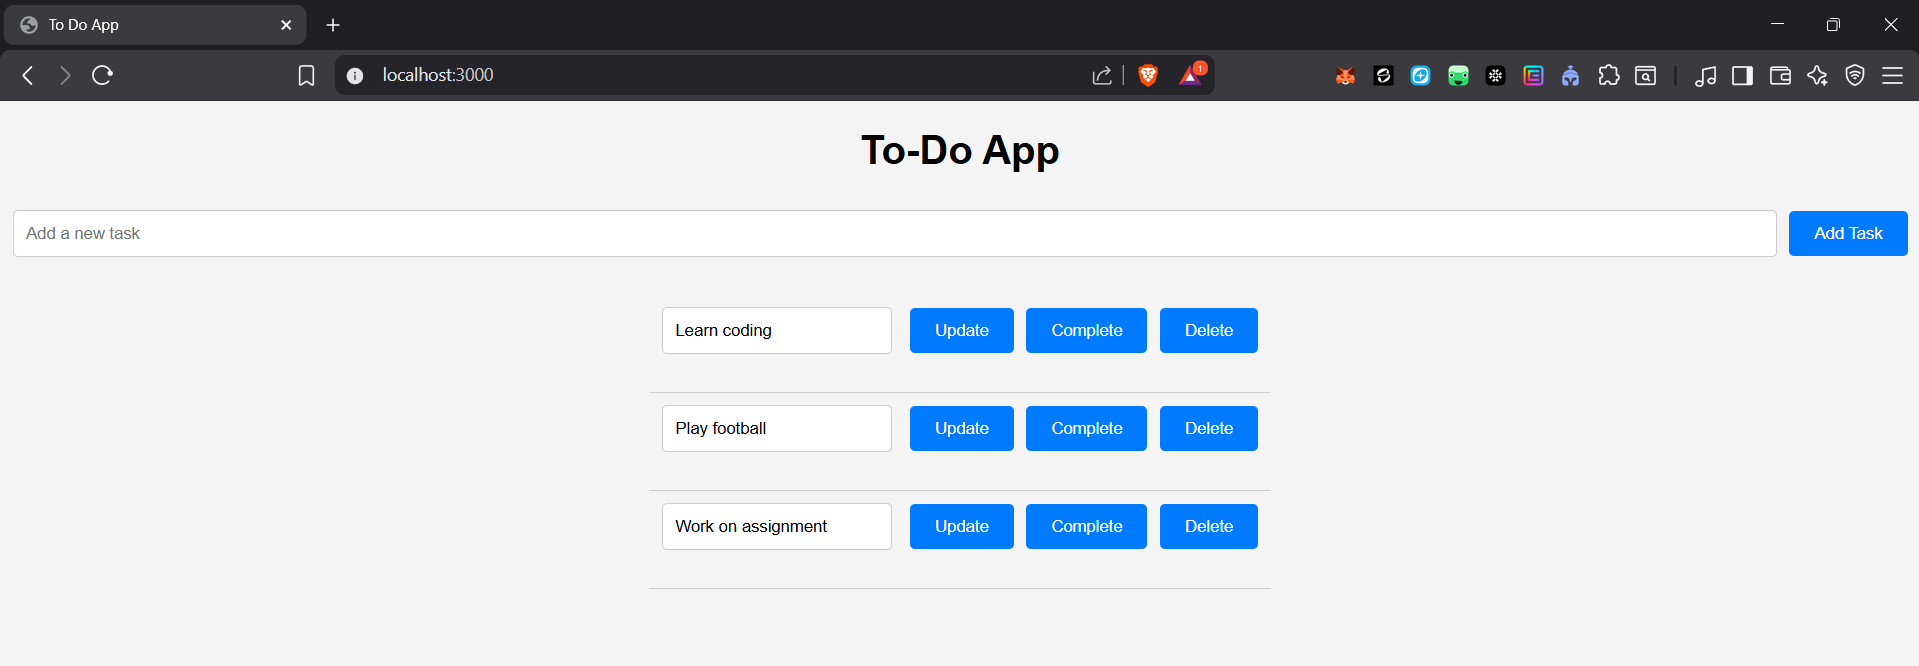 To Do App
localhost:3000
1
To-Do App
Add a new task Add Task
Learn coding Update Complete Delete
Play football Update Complete Delete
Work on assignment Update Complete Delete